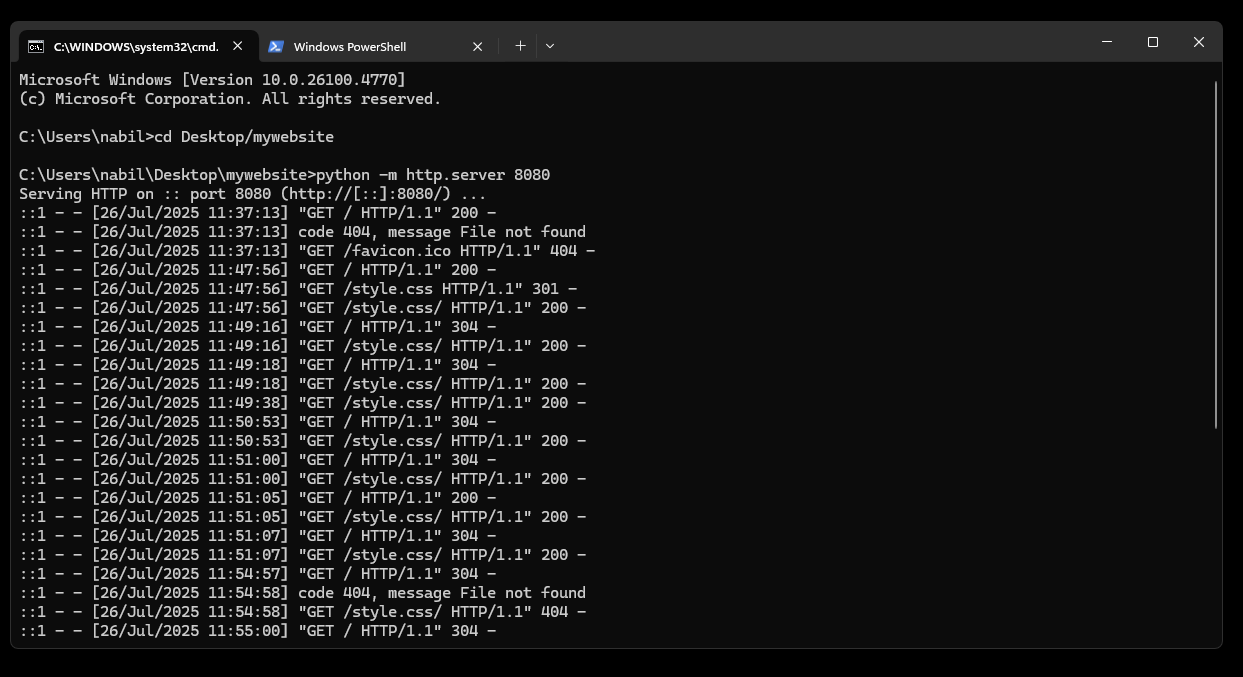 C:\WINDOWS\system32\cmd.
Windows PowerShell
Microsoft Windows [Version 10.0.26100.4770]
(c) Microsoft Corporation. All rights reserved.
C:\Users\nabil>cd Desktop/mywebsite
C:\Users\nabil\Desktop\mywebsite>python -m http.server 8080
Serving HTTP on :: port 8080 (http://[::]:8080/) ...
::1 - - [26/Jul/2025 11:37:13] "GET / HTTP/1.1" 200 -
::1 - - [26/Jul/2025 11:37:13] code 404, message File not found
::1 - - [26/Jul/2025 11:37:13] "GET /favicon.ico HTTP/1.1" 404 -
::1 - - [26/Jul/2025 11:47:56] "GET / HTTP/1.1" 200 -
::1 - - [26/Jul/2025 11:47:56] "GET /style.css HTTP/1.1" 301 -
::1 - - [26/Jul/2025 11:47:56] "GET /style.css/ HTTP/1.1" 200 -
::1 - - [26/Jul/2025 11:49:16] "GET / HTTP/1.1" 304 -
::1 - - [26/Jul/2025 11:49:16] "GET /style.css/ HTTP/1.1" 200 -
::1 - - [26/Jul/2025 11:49:18] "GET / HTTP/1.1" 304 -
::1 - - [26/Jul/2025 11:49:18] "GET /style.css/ HTTP/1.1" 200 -
::1 - - [26/Jul/2025 11:49:38] "GET /style.css/ HTTP/1.1" 200 -
::1 - - [26/Jul/2025 11:50:53] "GET / HTTP/1.1" 304 -
::1 - - [26/Jul/2025 11:50:53] "GET /style.css/ HTTP/1.1" 200 -
::1 - - [26/Jul/2025 11:51:00] "GET / HTTP/1.1" 304 -
::1 - - [26/Jul/2025 11:51:00] "GET /style.css/ HTTP/1.1" 200 -
::1 - - [26/Jul/2025 11:51:05] "GET / HTTP/1.1" 200 -
::1 - - [26/Jul/2025 11:51:05] "GET /style.css/ HTTP/1.1" 200 -
::1 - - [26/Jul/2025 11:51:07] "GET / HTTP/1.1" 304 -
::1 - - [26/Jul/2025 11:51:07] "GET /style.css/ HTTP/1.1" 200 -
::1 - - [26/Jul/2025 11:54:57] "GET / HTTP/1.1" 304 -
::1 - - [26/Jul/2025 11:54:58] code 404, message File not found
::1 - - [26/Jul/2025 11:54:58] "GET /style.css/ HTTP/1.1" 404 -
::1 - - [26/Jul/2025 11:55:00] "GET / HTTP/1.1" 304 -